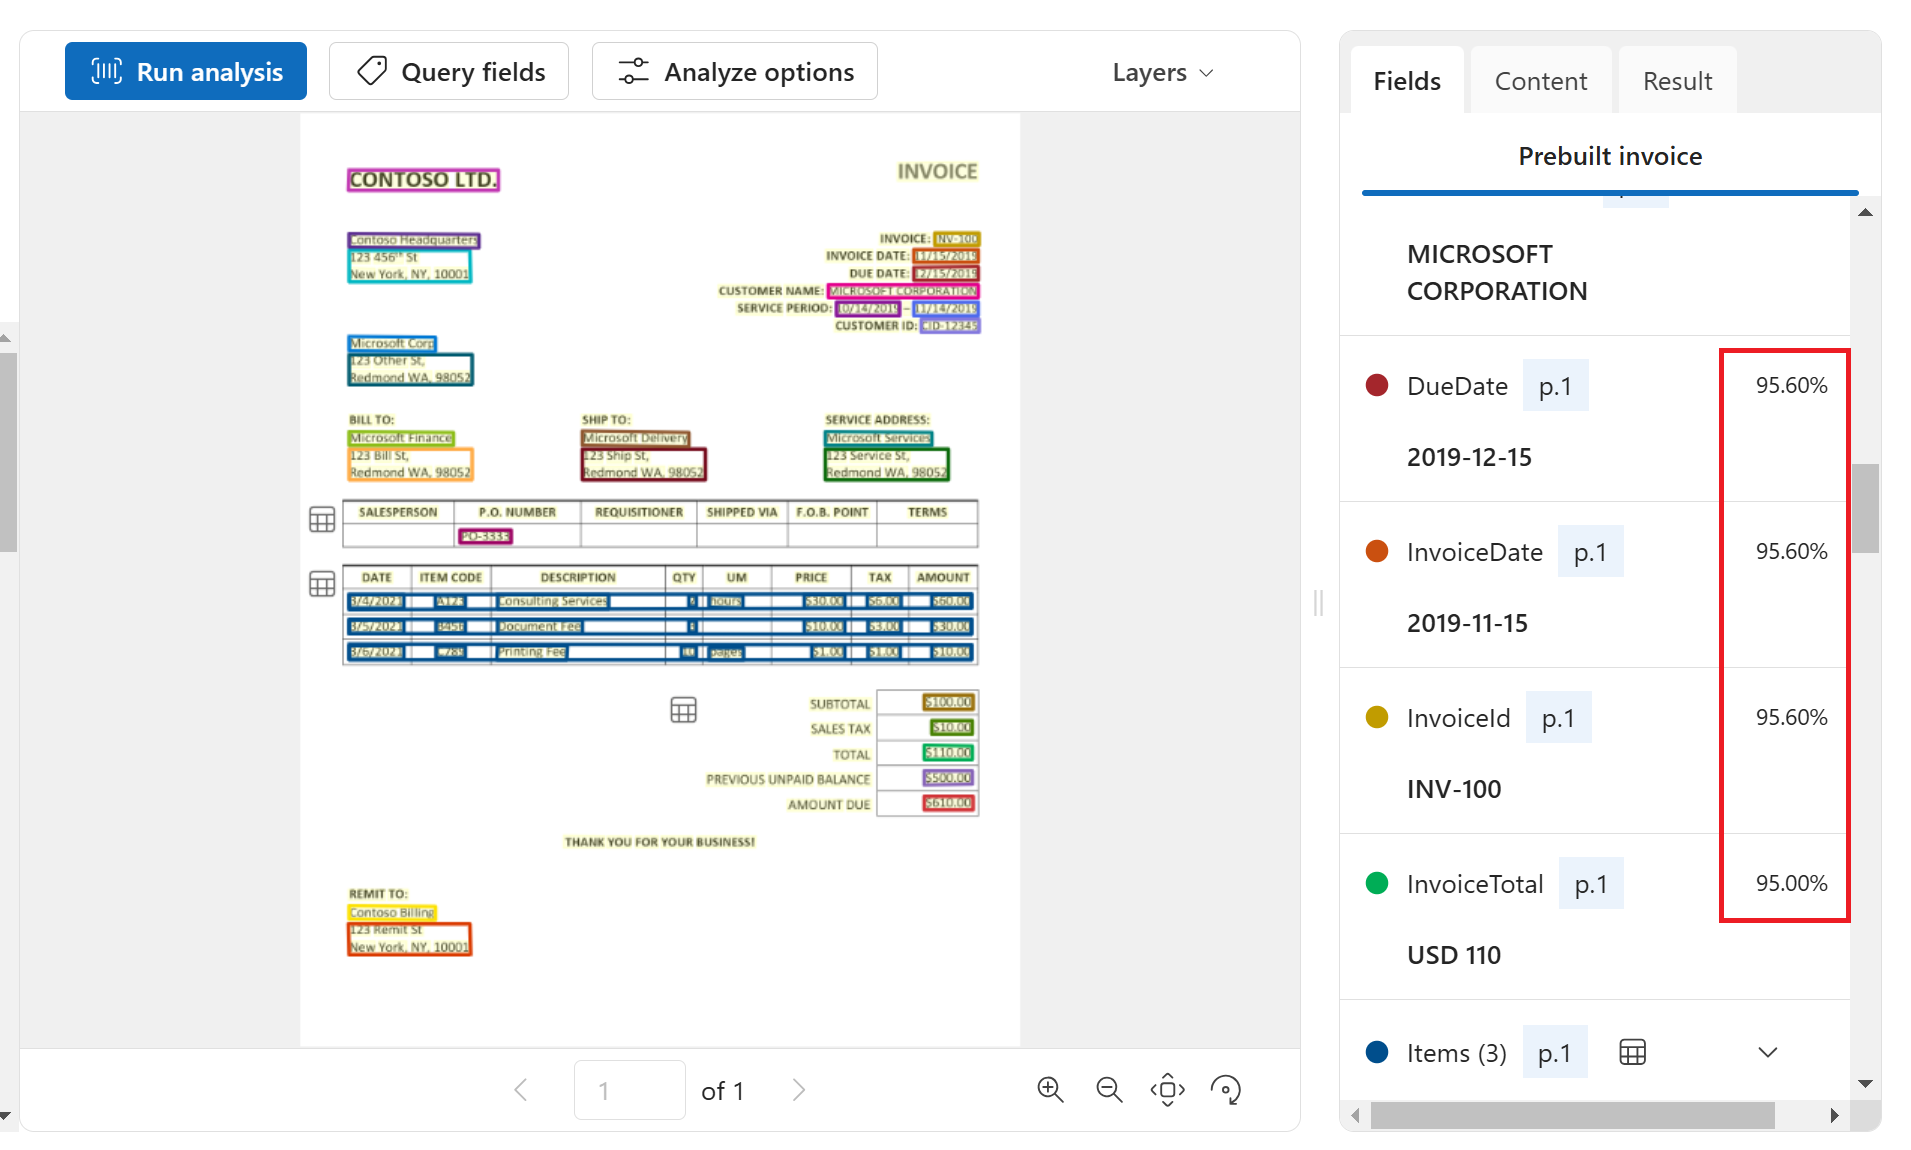 Run analysis
Query fields
Analyze options
Layers
CONTOSO LTD.
INVOICE
Contoso Headquarters
123 456th St
New York, NY, 10001
INVOICE: INV-100
INVOICE DATE: 11/15/2019
DUE DATE: 12/15/2019
CUSTOMER NAME: MICROSOFT CORPORATION
SERVICE PERIOD: 10/14/2019 – 11/14/2019
CUSTOMER ID: CID-12345
Microsoft Corp
123 Other St,
Redmond WA, 98052
BILL TO:
Microsoft Finance
123 Bill St,
Redmond WA, 98052
SHIP TO:
Microsoft Delivery
123 Ship St,
Redmond WA, 98052
SERVICE ADDRESS:
Microsoft Services
123 Service St,
Redmond WA, 98052
SALESPERSON P.O. NUMBER REQUISITIONER SHIPPED VIA F.O.B. POINT TERMS
PO-3333
DATE ITEM CODE DESCRIPTION QTY UM PRICE TAX AMOUNT
3/4/2021 A123 Consulting Services hours $30.00 $6.00 $60.00
3/5/2021 B456 Document Fee $10.00 $3.00 $30.00
3/6/2021 C789 Printing Fee 10 pages $1.00 $1.00 $10.00
SUBTOTAL $100.00
SALES TAX $10.00
TOTAL $110.00
PREVIOUS UNPAID BALANCE $500.00
AMOUNT DUE $610.00
THANK YOU FOR YOUR BUSINESS!
REMIT TO:
Contoso Billing
123 Remit St
New York, NY, 10001
1 of 1
Fields
Content
Result
Prebuilt invoice
MICROSOFT
CORPORATION
DueDate p.1 95.60%
2019-12-15
InvoiceDate p.1 95.60%
2019-11-15
InvoiceId p.1 95.60%
INV-100
InvoiceTotal p.1 95.00%
USD 110
Items (3) p.1